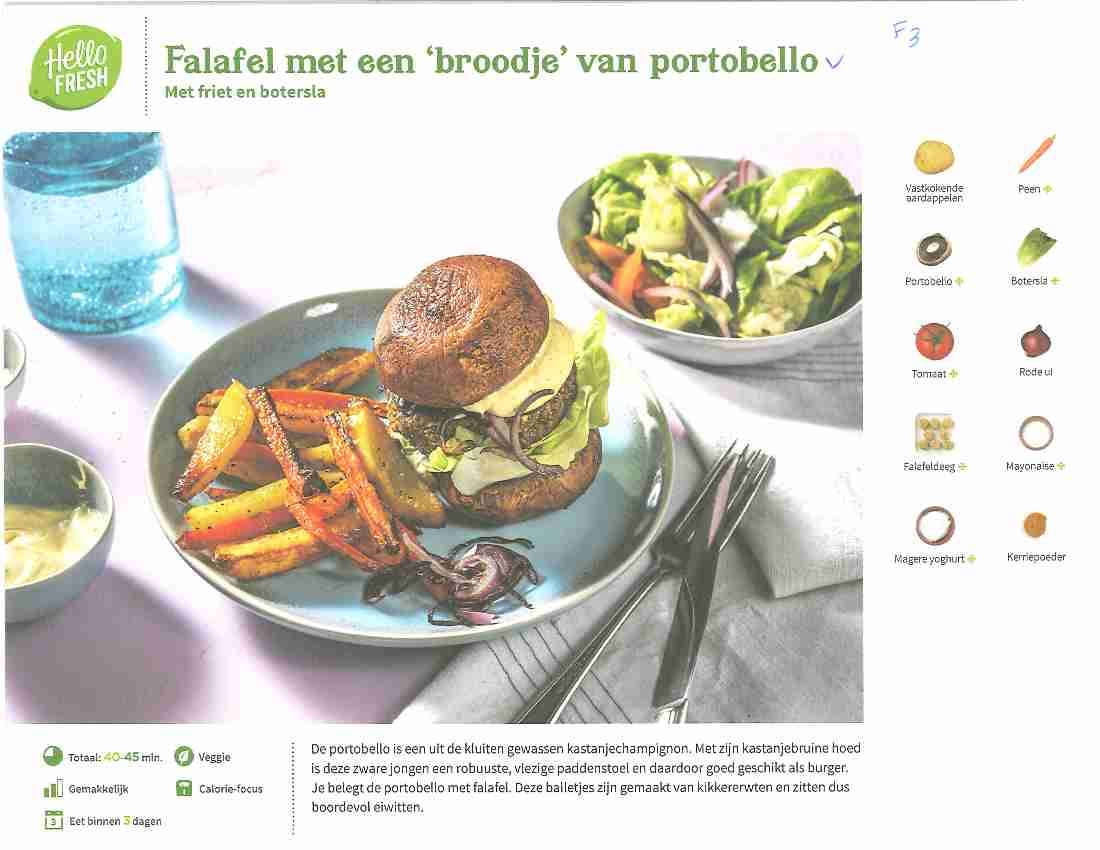 F3
Hello
FRESH
Falafel met een ‘broodje’ van portobello ✓
Met friet en botersla
Vastkokende
aardappelen
Peen
Portobello
Botersla
Tomaat
Rode ui
Falafeldeeg
Mayonaise
Magere yoghurt
Kerriepoeder
Totaal: 40-45 min.
Veggie
Gemakkelijk
Calorie-focus
3 Eet binnen 3 dagen
De portobello is een uit de kluiten gewassen kastanjechampignon. Met zijn kastanjebruine hoed
is deze zware jongen een robuuste, vlezige paddenstoel en daardoor goed geschikt als burger.
Je belegt de portobello met falafel. Deze balletjes zijn gemaakt van kikkererwten en zitten dus
boordevol eiwitten.